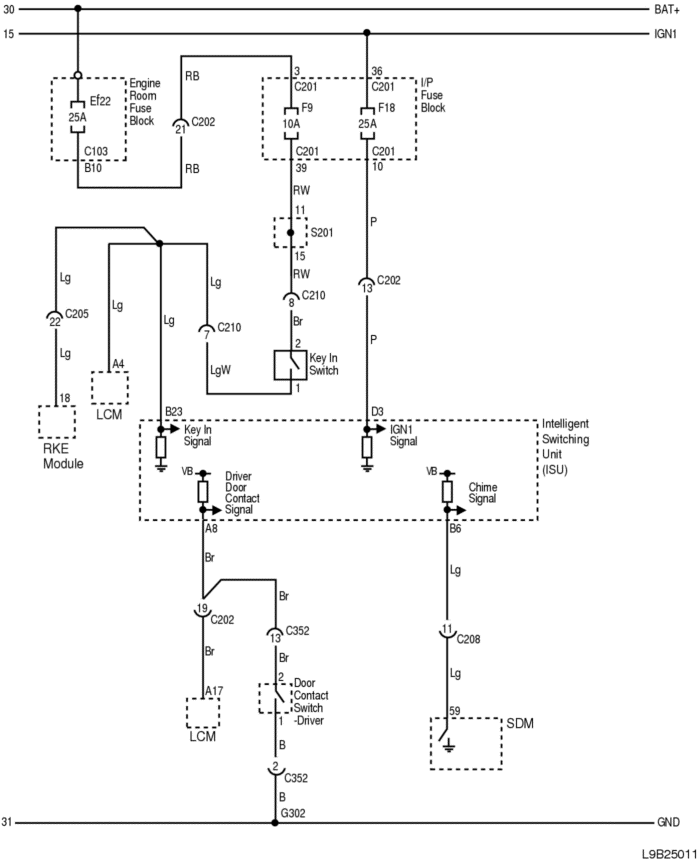 30 BAT+
15 IGN1
3 36
Engine Room Fuse Block
RB
C201 C201
I/P Fuse Block
Ef22
25A
F9 F18
10A 25A
21 C202
C103
B10
C201 C201
39 10
RB
RW
11
S201
15
P
RW
Lg
Lg
Lg
Lg
C205
22
Lg
C210
7
LgW
C210
8
Br
C202
13
P
2
Key In Switch
1
A4
LCM
18
RKE Module
B23
D3
Key In Signal
IGN1 Signal
Intelligent Switching Unit (ISU)
VB
Driver Door Contact Signal
VB
Chime Signal
A8
B6
Br
Lg
Br
19
C202
C352
13
11
C208
Br
Br
Lg
A17
LCM
2
Door Contact Switch -Driver
1
59
SDM
B
2
C352
B
G302
31 GND
L9B25011